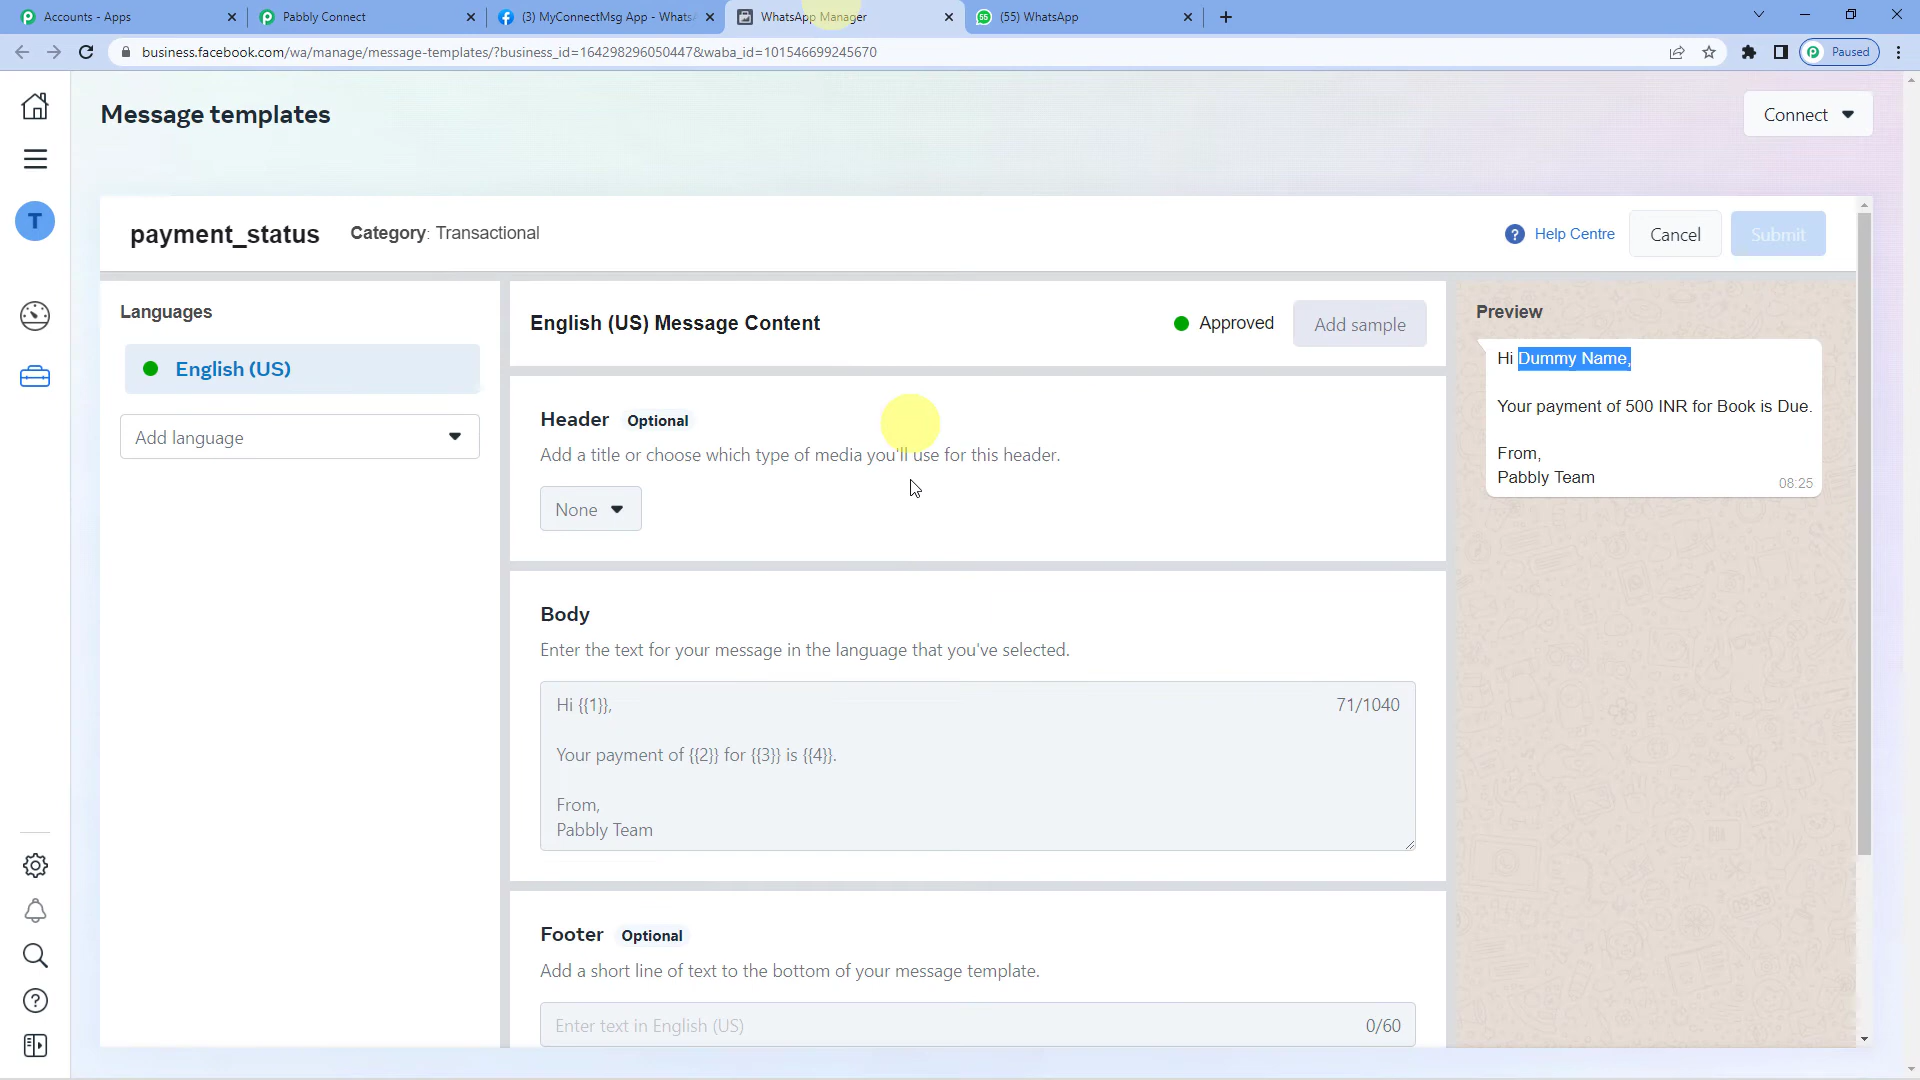 Accounts - Apps
Pabbly Connect
(3) MyConnectMsg App - Whats
WhatsApp Manager
(55) WhatsApp
business.facebook.com/wa/manage/message-templates/?business_id=164298296050447&waba_id=101546699245670
Paused
Message templates
Connect
T
payment_status
Category: Transactional
? Help Centre
Cancel
Submit
Languages
English (US)
Add language
English (US) Message Content
Approved
Add sample
Header Optional
Add a title or choose which type of media you'll use for this header.
None
Body
Enter the text for your message in the language that you've selected.
Hi {{1}},
71/1040
Your payment of {{2}} for {{3}} is {{4}}.
From,
Pabbly Team
Footer Optional
Add a short line of text to the bottom of your message template.
Enter text in English (US)
0/60
Preview
Hi Dummy Name,
Your payment of 500 INR for Book is Due.
From,
Pabbly Team
08:25